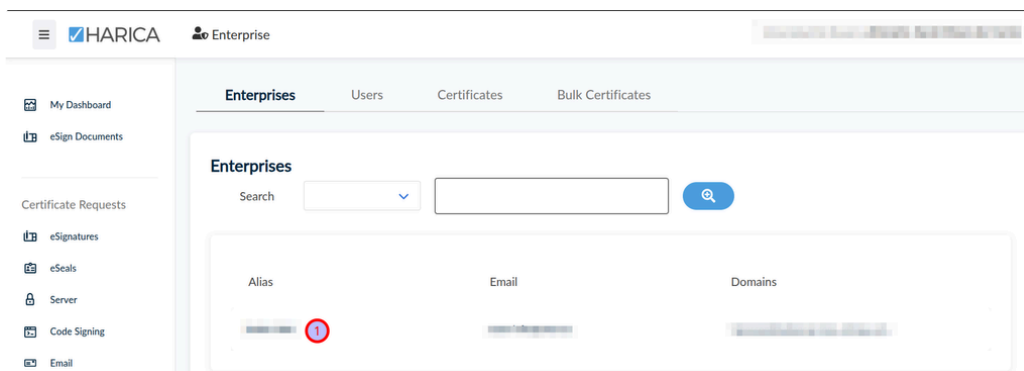 HARICA
Enterprise
My Dashboard
eSign Documents
Certificate Requests
eSignatures
eSeals
Server
Code Signing
Email
Enterprises Users Certificates Bulk Certificates
Enterprises
Search
Alias Email Domains
1